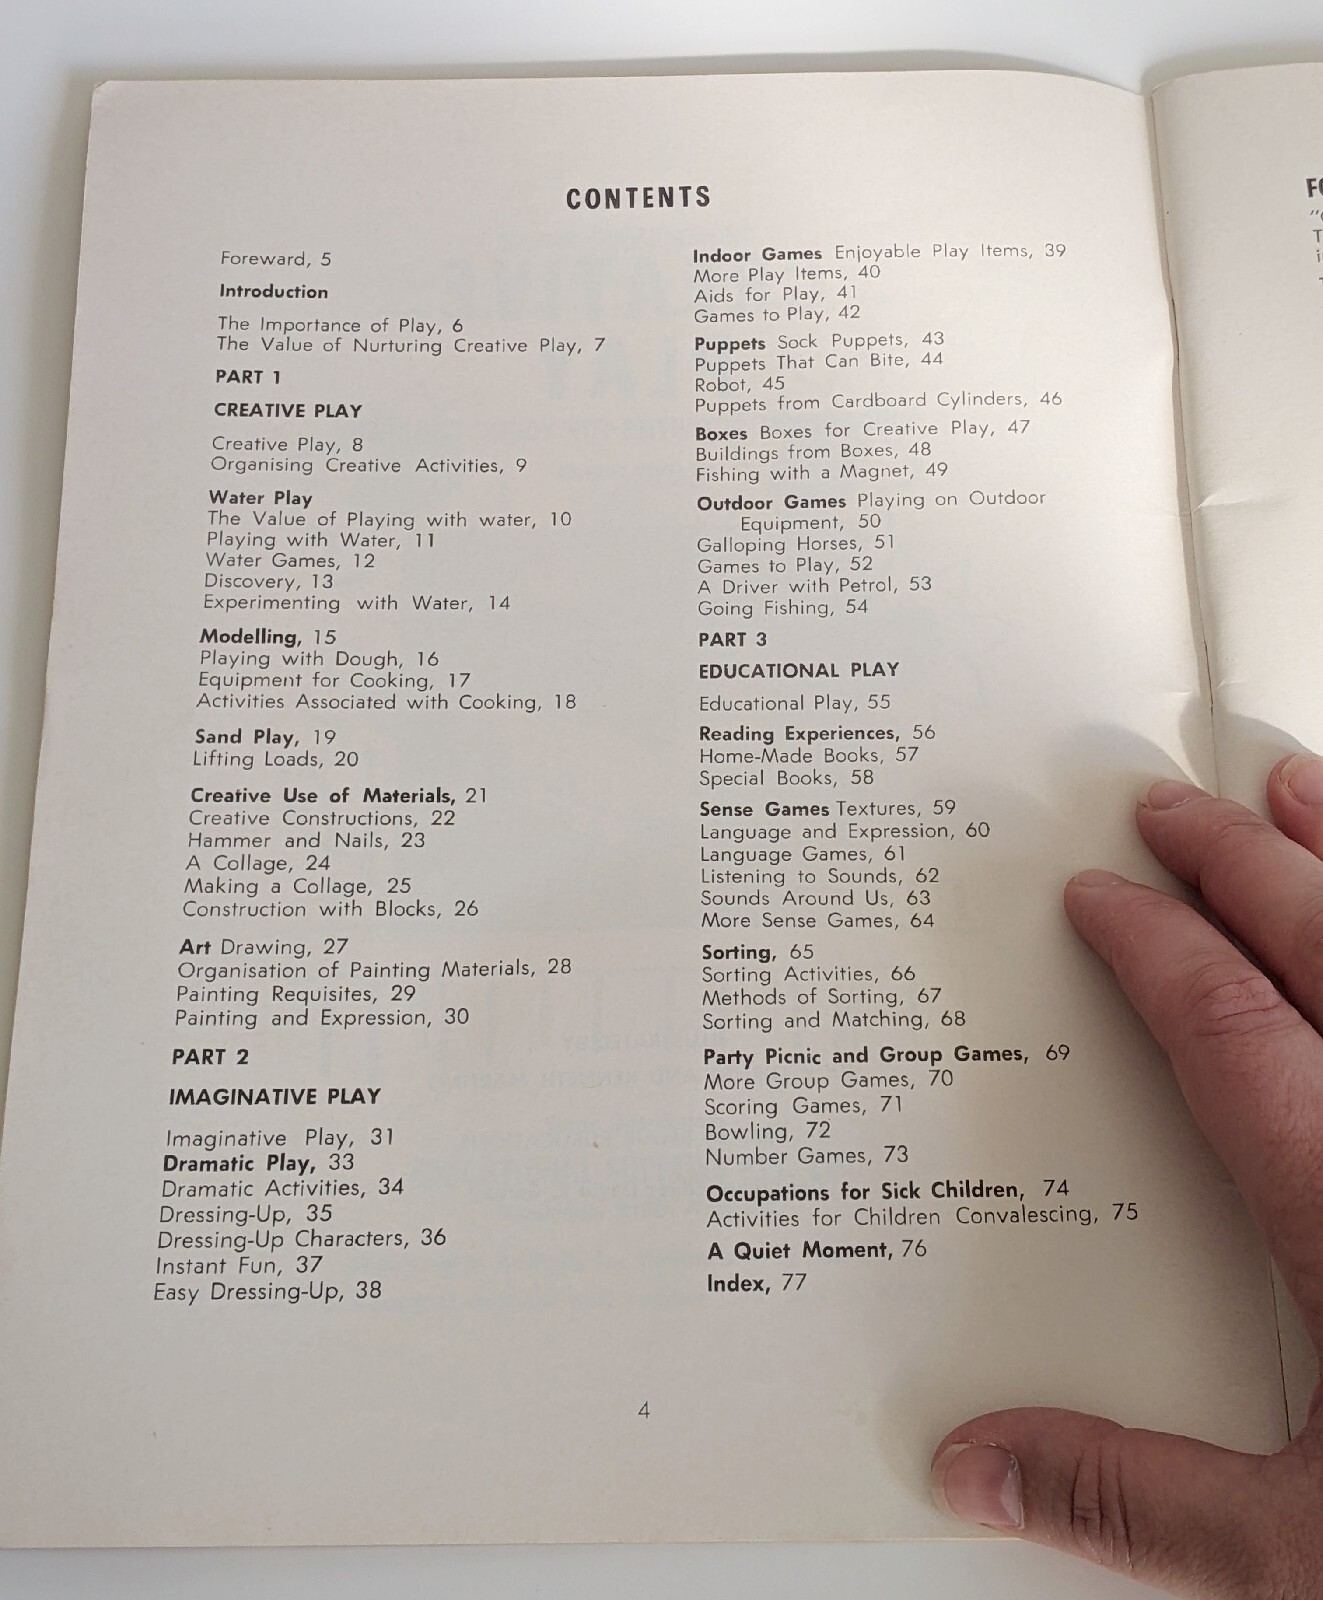 CONTENTS
Foreward, 5
Introduction
The Importance of Play, 6
The Value of Nurturing Creative Play, 7
PART 1
CREATIVE PLAY
Creative Play, 8
Organising Creative Activities, 9
Water Play
The Value of Playing with water, 10
Playing with Water, 11
Water Games, 12
Discovery, 13
Experimenting with Water, 14
Modelling, 15
Playing with Dough, 16
Equipment for Cooking, 17
Activities Associated with Cooking, 18
Sand Play, 19
Lifting Loads, 20
Creative Use of Materials, 21
Creative Constructions, 22
Hammer and Nails, 23
A Collage, 24
Making a Collage, 25
Construction with Blocks, 26
Art Drawing, 27
Organisation of Painting Materials, 28
Painting Requisites, 29
Painting and Expression, 30
PART 2
IMAGINATIVE PLAY
Imaginative Play, 31
Dramatic Play, 33
Dramatic Activities, 34
Dressing-Up, 35
Dressing-Up Characters, 36
Instant Fun, 37
Easy Dressing-Up, 38
Indoor Games Enjoyable Play Items, 39
More Play Items, 40
Aids for Play, 41
Games to Play, 42
Puppets Sock Puppets, 43
Puppets That Can Bite, 44
Robot, 45
Puppets from Cardboard Cylinders, 46
Boxes Boxes for Creative Play, 47
Buildings from Boxes, 48
Fishing with a Magnet, 49
Outdoor Games Playing on Outdoor
Equipment, 50
Galloping Horses, 51
Games to Play, 52
A Driver with Petrol, 53
Going Fishing, 54
PART 3
EDUCATIONAL PLAY
Educational Play, 55
Reading Experiences, 56
Home-Made Books, 57
Special Books, 58
Sense Games Textures, 59
Language and Expression, 60
Language Games, 61
Listening to Sounds, 62
Sounds Around Us, 63
More Sense Games, 64
Sorting, 65
Sorting Activities, 66
Methods of Sorting, 67
Sorting and Matching, 68
Party Picnic and Group Games, 69
More Group Games, 70
Scoring Games, 71
Bowling, 72
Number Games, 73
Occupations for Sick Children, 74
Activities for Children Convalescing, 75
A Quiet Moment, 76
Index, 77
4